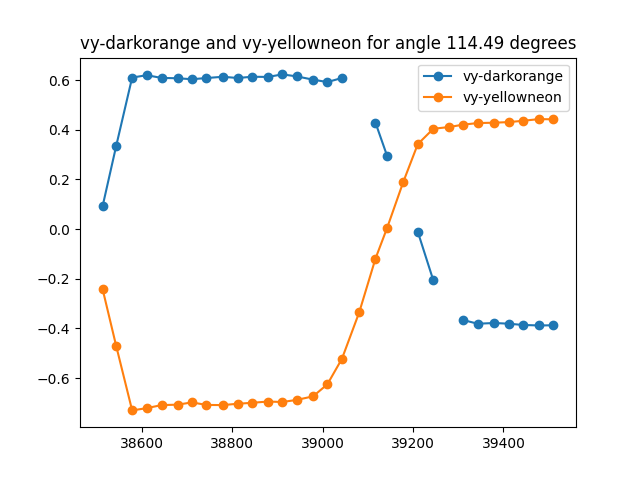 vy-darkorange and vy-yellowneon for angle 114.49 degrees
vy-darkorange
vy-yellowneon
0.6
0.4
0.2
0.0
−0.2
−0.4
−0.6
38600 38800 39000 39200 39400